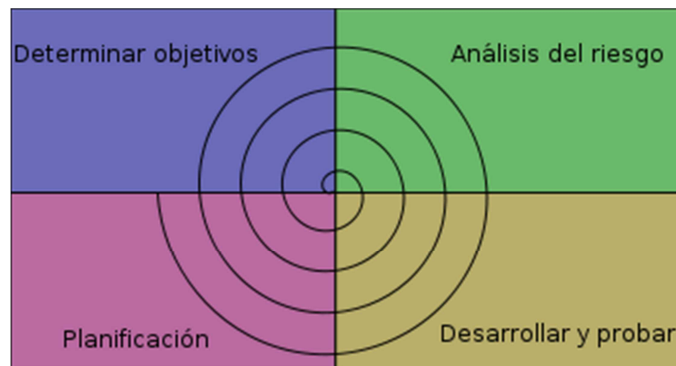 Determinar objetivos
Análisis del riesgo
Planificación
Desarrollar y probar